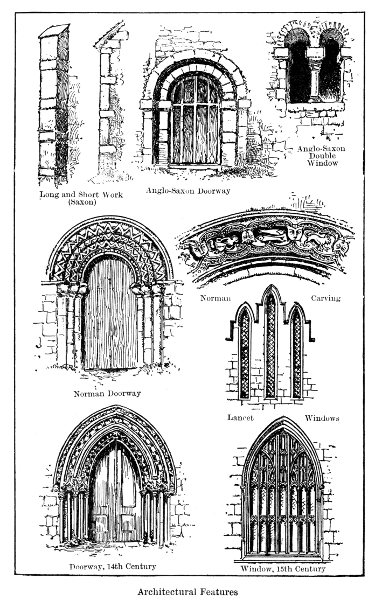 Long and Short Work
(Saxon)
Anglo-Saxon Doorway
Anglo-Saxon
Double
Window
Norman Carving
Norman Doorway
Lancet Windows
Doorway, 14th Century
Window, 15th Century
Architectural Features